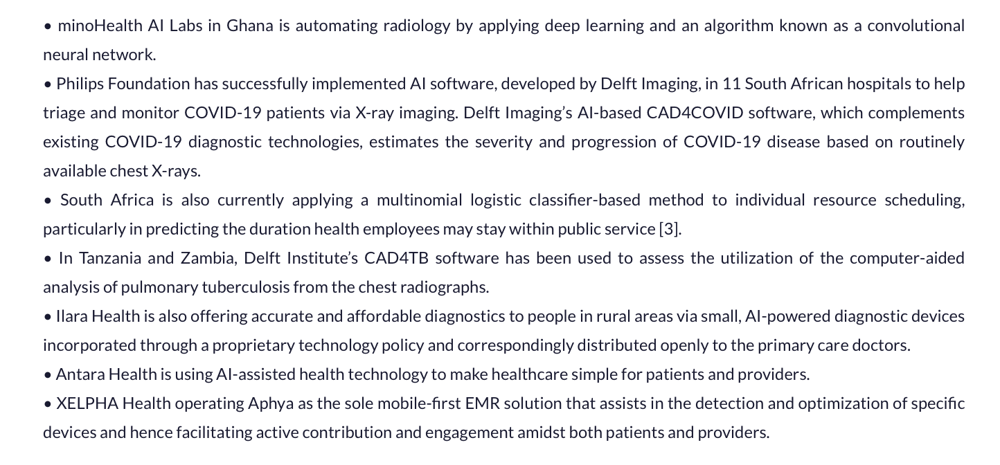 • minoHealth AI Labs in Ghana is automating radiology by applying deep learning and an algorithm known as a convolutional
neural network.
• Philips Foundation has successfully implemented AI software, developed by Delft Imaging, in 11 South African hospitals to help
triage and monitor COVID-19 patients via X-ray imaging. Delft Imaging’s AI-based CAD4COVID software, which complements
existing COVID-19 diagnostic technologies, estimates the severity and progression of COVID-19 disease based on routinely
available chest X-rays.
• South Africa is also currently applying a multinomial logistic classifier-based method to individual resource scheduling,
particularly in predicting the duration health employees may stay within public service [3].
• In Tanzania and Zambia, Delft Institute’s CAD4TB software has been used to assess the utilization of the computer-aided
analysis of pulmonary tuberculosis from the chest radiographs.
• Ilara Health is also offering accurate and affordable diagnostics to people in rural areas via small, AI-powered diagnostic devices
incorporated through a proprietary technology policy and correspondingly distributed openly to the primary care doctors.
• Antara Health is using AI-assisted health technology to make healthcare simple for patients and providers.
• XELPHA Health operating Aphya as the sole mobile-first EMR solution that assists in the detection and optimization of specific
devices and hence facilitating active contribution and engagement amidst both patients and providers.